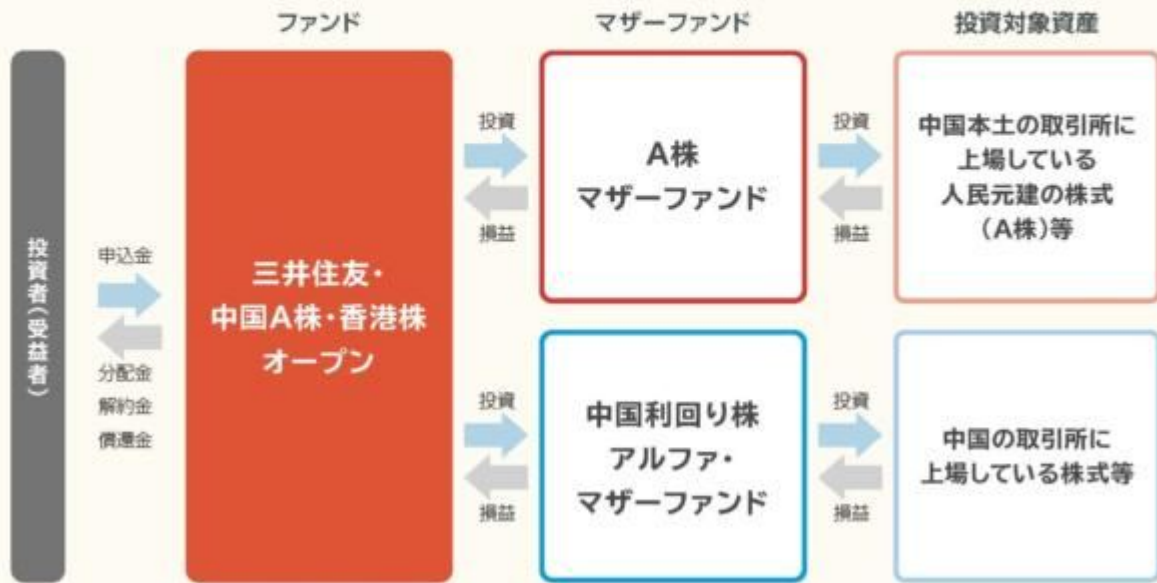 ファンド
マザーファンド
投資対象資産
投資者(受益者)
申込金
分配金
解約金
償還金
三井住友・
中国A株・香港株
オープン
投資
損益
A株
マザーファンド
投資
損益
中国本土の取引所に
上場している
人民元建の株式
(A株)等
投資
損益
中国利回り株
アルファ・
マザーファンド
投資
損益
中国の取引所に
上場している株式等